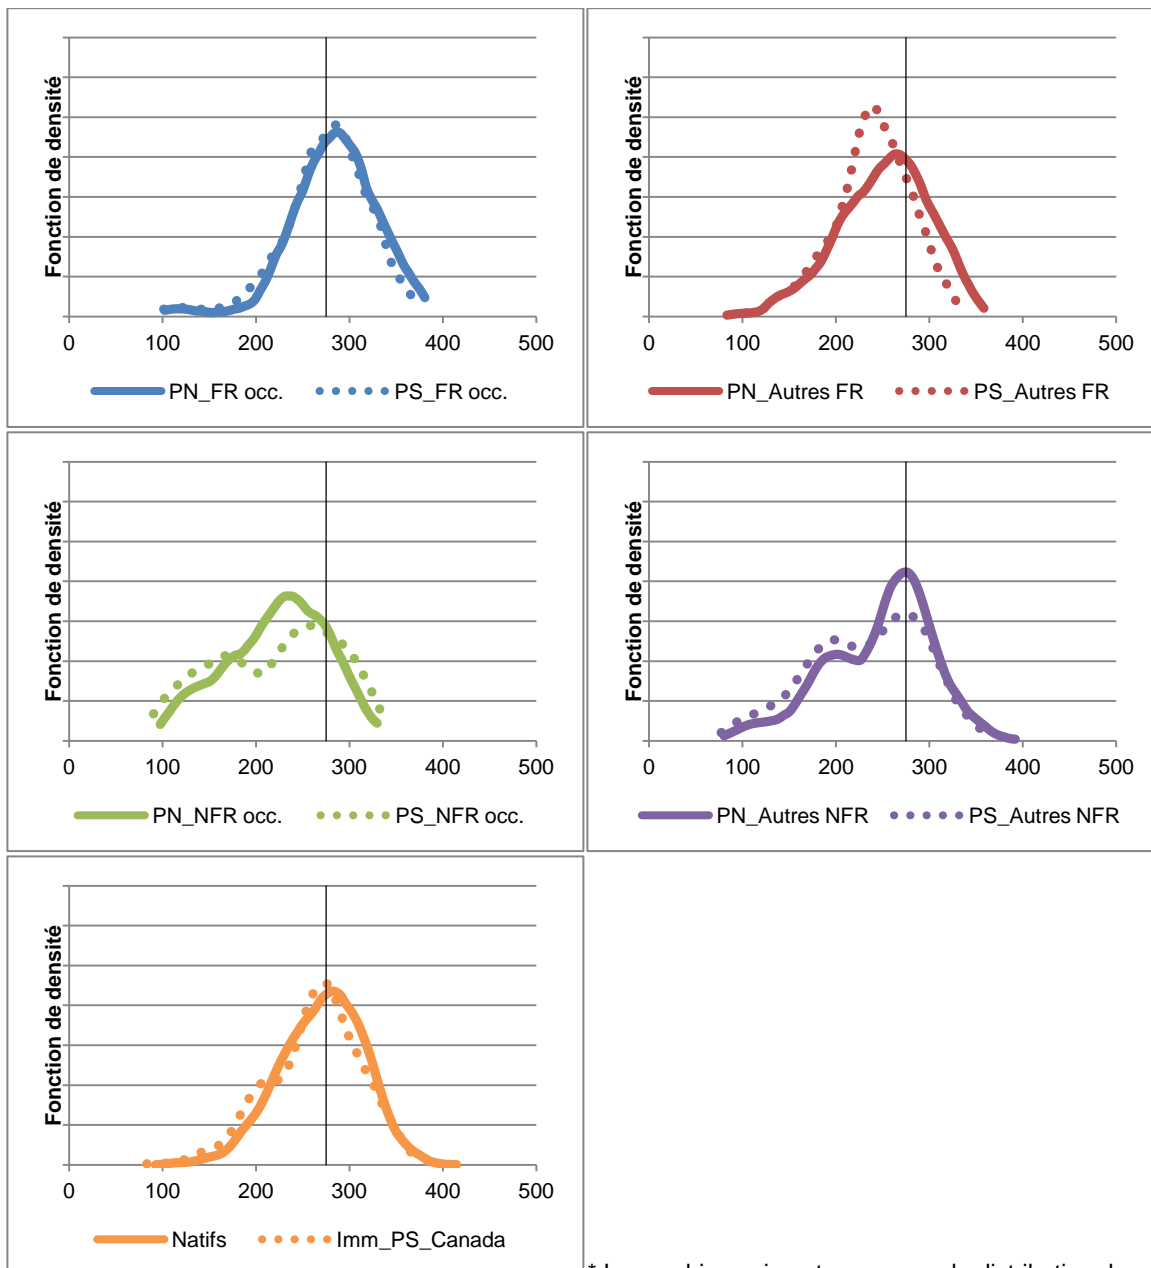 Fonction de densité
0 100 200 300 400 500
PN_FR occ. PS_FR occ.
Fonction de densité
0 100 200 300 400 500
PN_Autres FR PS_Autres FR
Fonction de densité
0 100 200 300 400 500
PN_NFR occ. PS_NFR occ.
Fonction de densité
0 100 200 300 400 500
PN_Autres NFR PS_Autres NFR
Fonction de densité
0 100 200 300 400 500
Natifs Imm_PS_Canada